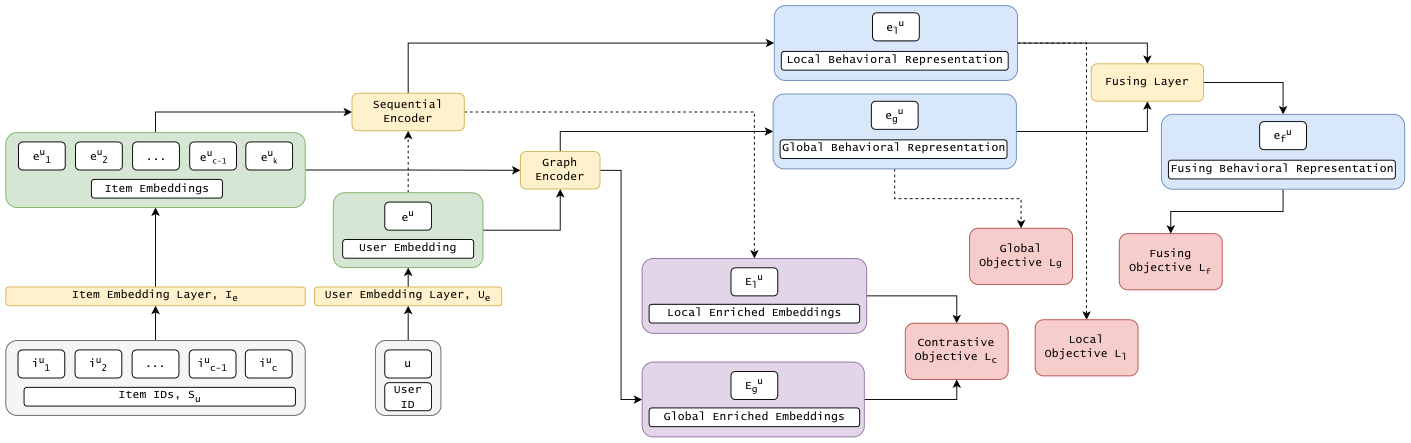 e_l^u
Local Behavioral Representation
Fusing Layer
Sequential
Encoder
e_g^u
Global Behavioral Representation
e_f^u
Fusing Behavioral Representation
e^u_1 e^u_2 ... e^u_c-1 e^u_k
Item Embeddings
Graph
Encoder
e^u
User Embedding
Global
Objective L_g
Fusing
Objective L_f
E_l^u
Local Enriched Embeddings
Item Embedding Layer, I_e
User Embedding Layer, U_e
Contrastive
Objective L_c
Local
Objective L_l
i^u_1 i^u_2 ... i^u_c-1 i^u_c
Item IDs, S_u
u
User
ID
E_g^u
Global Enriched Embeddings